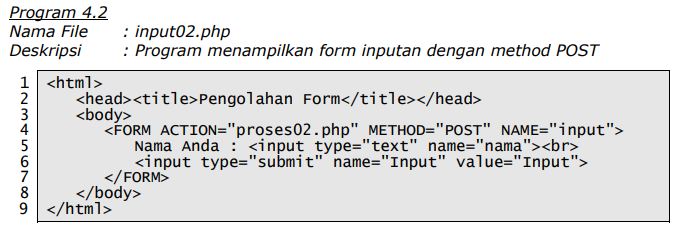 Program 4.2
Nama File : input02.php
Deskripsi : Program menampilkan form inputan dengan method POST
1 <html>
2 <head><title>Pengolahan Form</title></head>
3 <body>
4 <FORM ACTION="proses02.php" METHOD="POST" NAME="input">
5 Nama Anda : <input type="text" name="nama"><br>
6 <input type="submit" name="Input" value="Input">
7 </FORM>
8 </body>
9 </html>